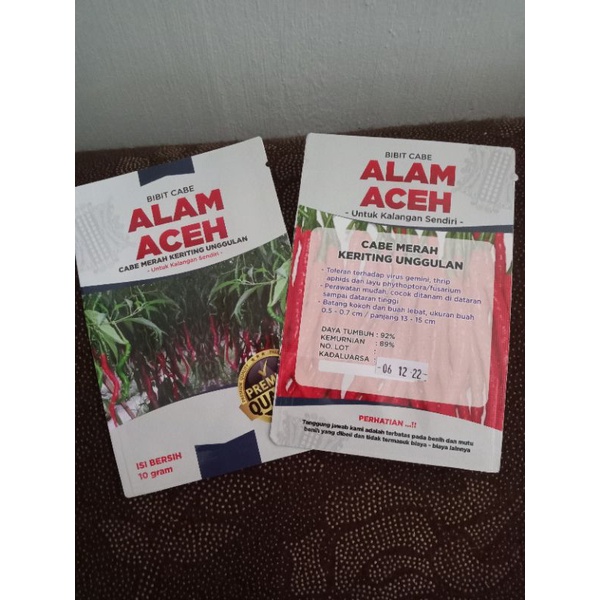 BIBIT CABE
ALAM
ACEH
CABE MERAH KERITING UNGGULAN
- Untuk Kalangan Sendiri -
PREMIUM
QUALITY
ISI BERSIH
10 gram
BIBIT CABE
ALAM
ACEH
- Untuk Kalangan Sendiri -
CABE MERAH
KERITING UNGGULAN
- Toleran terhadap virus gemini, thrip
aphids dan layu phythoptora/fusarium
- Perawatan mudah, cocok ditanam di dataran
sampai dataran tinggi
- Batang kokoh dan buah lebat, ukuran buah
0.5 - 0.7 cm / panjang 13 - 15 cm
DAYA TUMBUH : 92%
KEMURNIAN : 89%
NO. LOT :
KADALUARSA : -06 12 22-
PERHATIAN ...!!
Tanggung jawab kami adalah terbatas pada benih dan mutu
benih yang dibeli dan tidak termasuk biaya - biaya lainnya